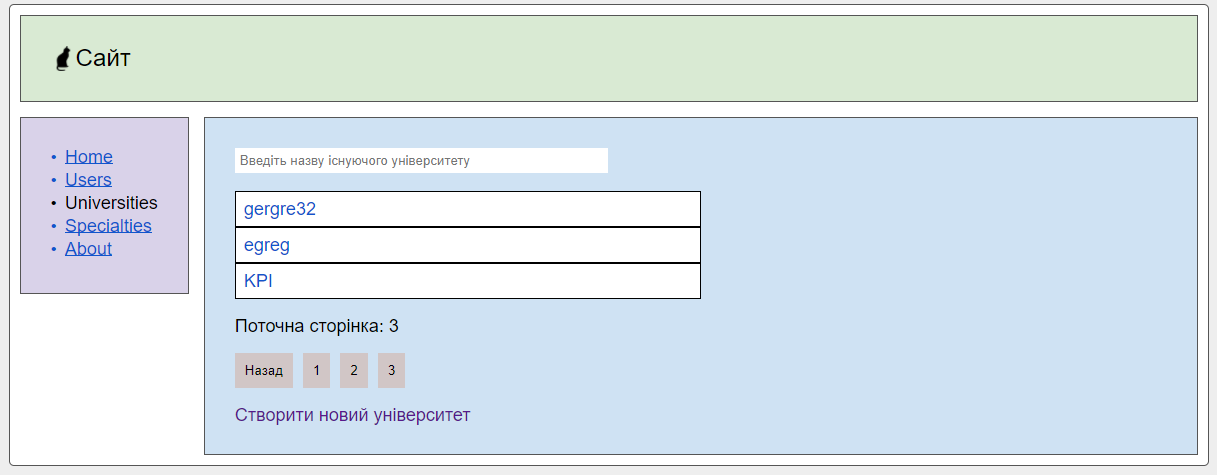 Сайт
Home
Users
Universities
Specialties
About
Введіть назву існуючого університету
gergre32
egreg
KPI
Поточна сторінка: 3
Назад 1 2 3
Створити новий університет